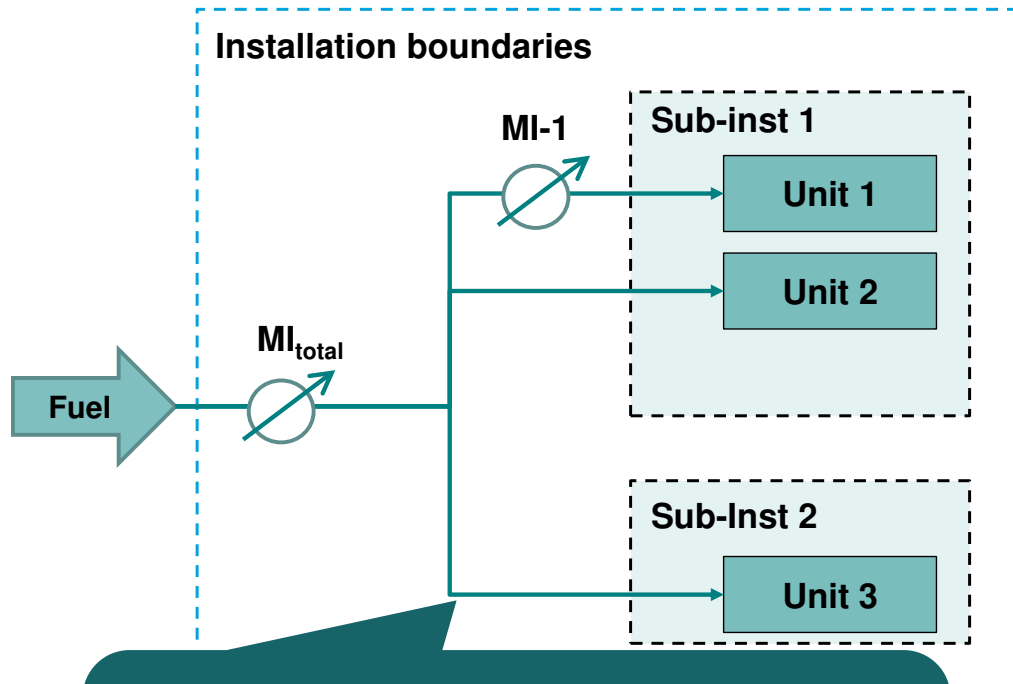 Installation boundaries
Sub-inst 1
MI-1
Unit 1
Unit 2
MItotal
Fuel
Sub-Inst 2
Unit 3